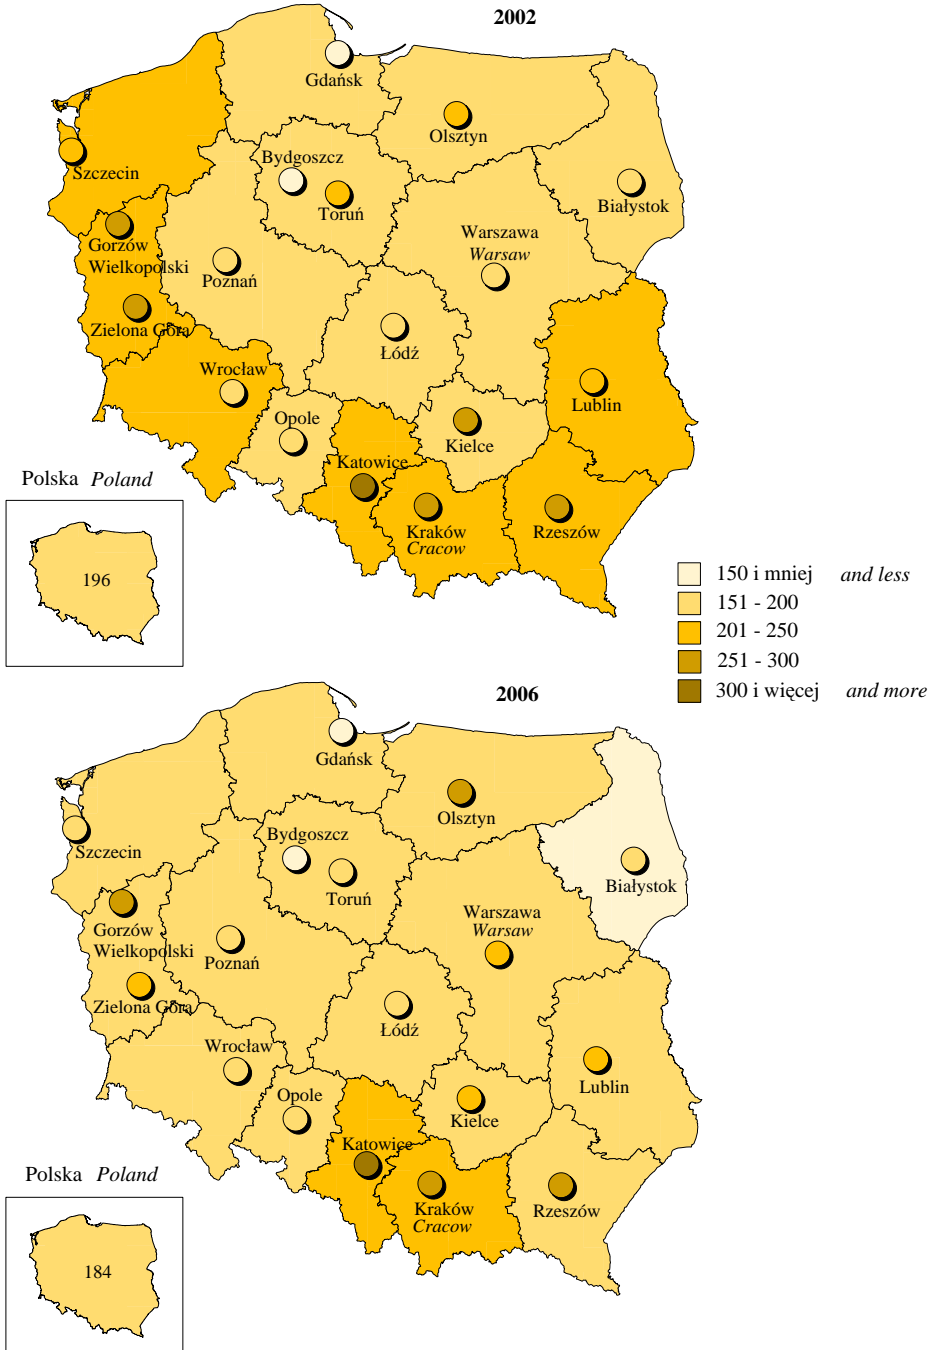 2002
Gdańsk
Olsztyn
Szczecin
Bydgoszcz
Toruń
Białystok
Gorzów
Wielkopolski
Warszawa
Warsaw
Poznań
Zielona Góra
Łódź
Wrocław
Lublin
Opole
Kielce
Katowice
Kraków
Cracow
Rzeszów
Polska Poland
196
150 i mniej and less
151 - 200
201 - 250
251 - 300
300 i więcej and more
2006
Gdańsk
Olsztyn
Szczecin
Bydgoszcz
Toruń
Białystok
Gorzów
Wielkopolski
Warszawa
Warsaw
Poznań
Zielona Góra
Łódź
Wrocław
Lublin
Opole
Kielce
Katowice
Kraków
Cracow
Rzeszów
Polska Poland
184